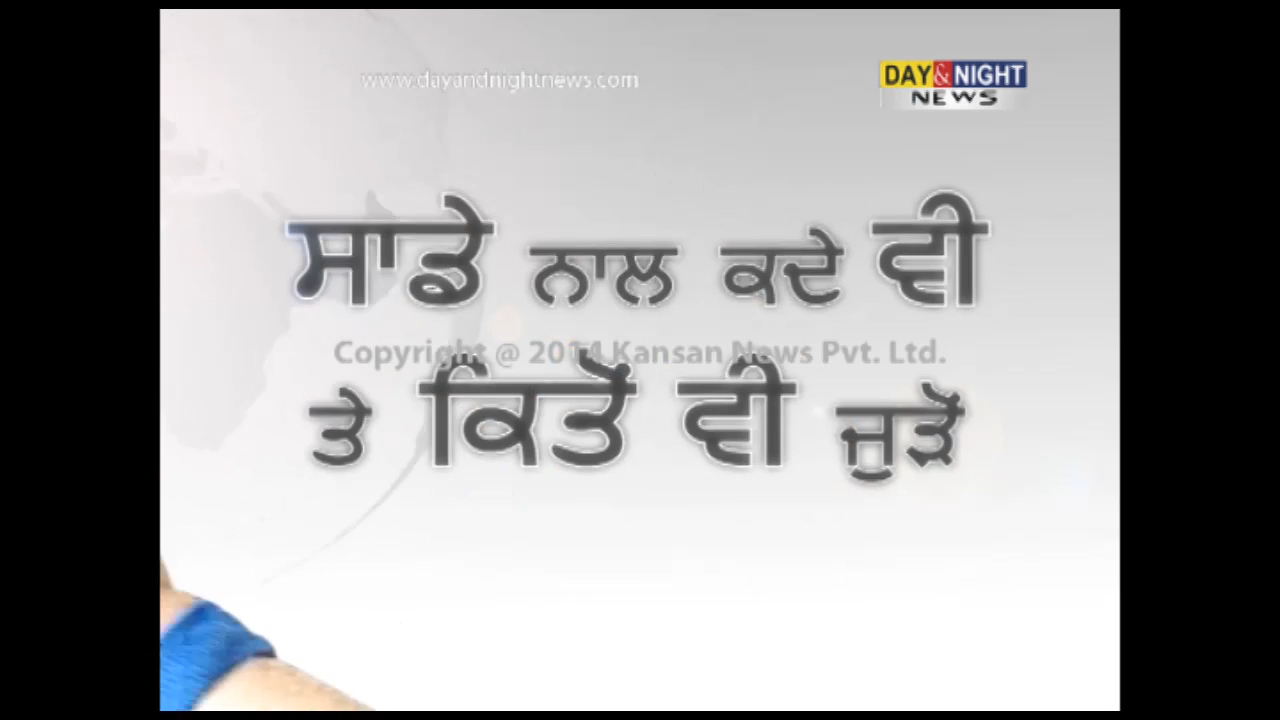 www.dayandnightnews.com
DAY & NIGHT
NEWS
ਸਾਡੇ ਨਾਲ ਕਦੇ ਵੀ
Copyright @ 2014 Kansan News Pvt. Ltd.
ਤੇ ਕਿਤੋਂ ਵੀ ਜੁੜੋਂ